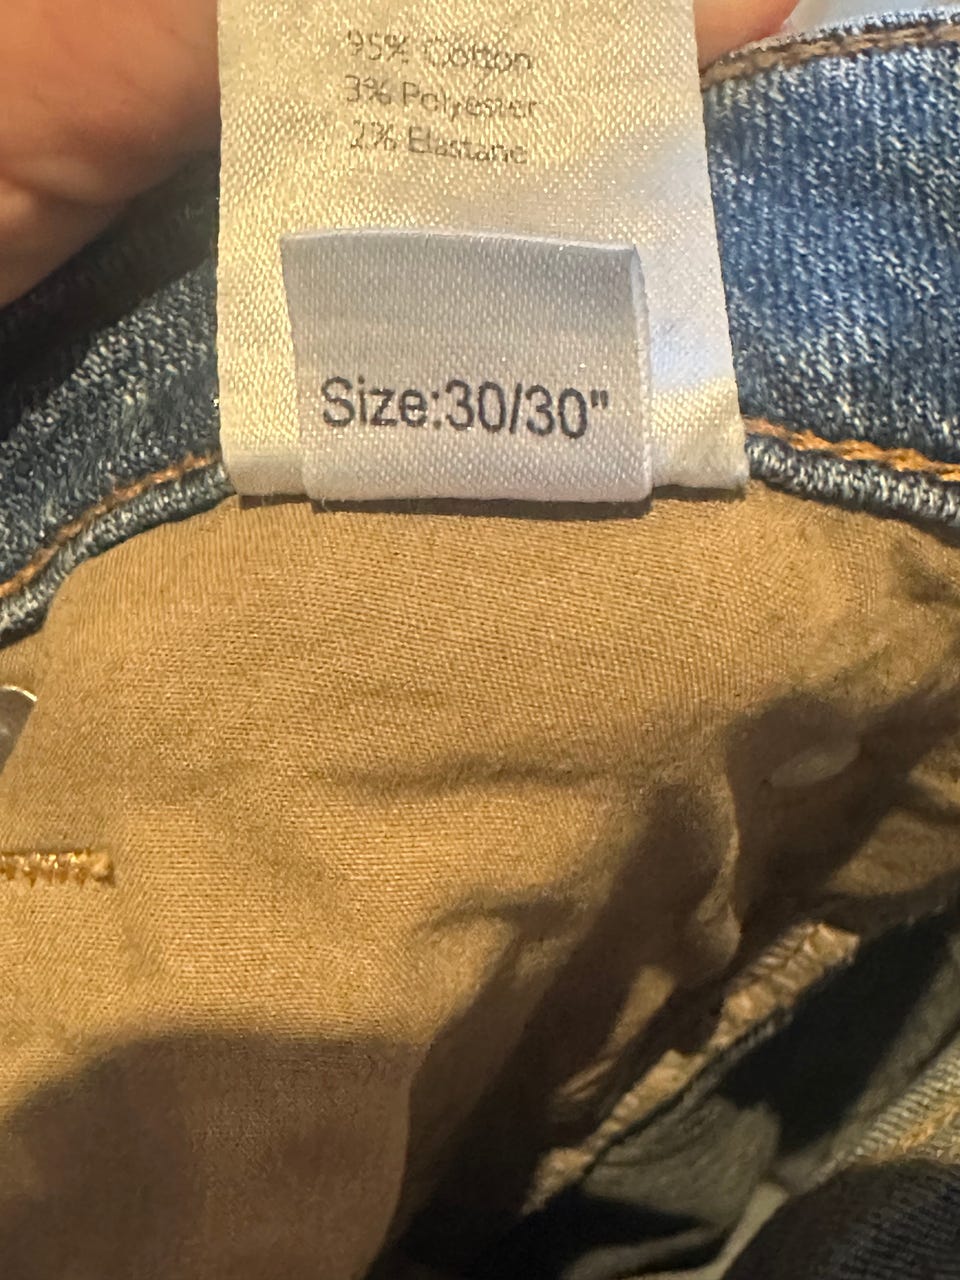 95% Cotton
3% Polyester
2% Elastane
Size:30/30"